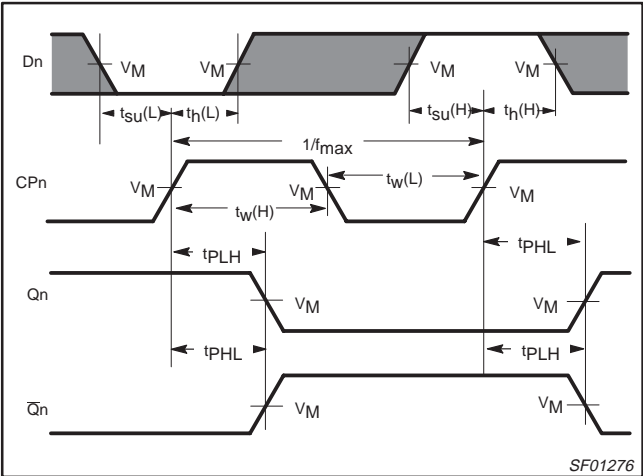 Dn
VM VM VM VM
tsu(L) th(L) tsu(H) th(H)
1/fmax
CPn
VM VM tw(L) VM
tw(H)
tPLH tPHL
Qn
VM VM
tPHL tPLH
Q̅n
VM VM
SF01276